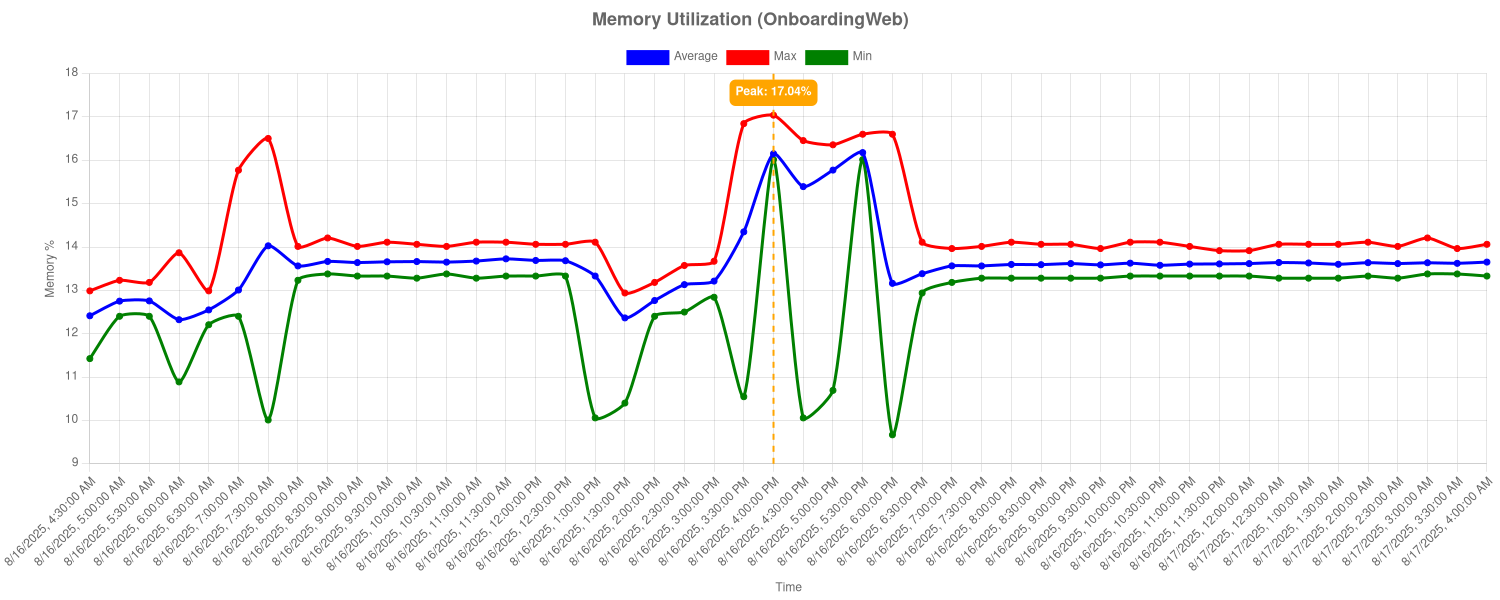 Memory Utilization (OnboardingWeb)
Average Max Min
Peak: 17.04%
Memory %
18
17
16
15
14
13
12
11
10
9
8/16/2025, 4:30:00 AM
8/16/2025, 5:00:00 AM
8/16/2025, 5:30:00 AM
8/16/2025, 6:00:00 AM
8/16/2025, 6:30:00 AM
8/16/2025, 7:00:00 AM
8/16/2025, 7:30:00 AM
8/16/2025, 8:00:00 AM
8/16/2025, 8:30:00 AM
8/16/2025, 9:00:00 AM
8/16/2025, 9:30:00 AM
8/16/2025, 10:00:00 AM
8/16/2025, 10:30:00 AM
8/16/2025, 11:00:00 AM
8/16/2025, 11:30:00 AM
8/16/2025, 12:00:00 PM
8/16/2025, 12:30:00 PM
8/16/2025, 1:00:00 PM
8/16/2025, 1:30:00 PM
8/16/2025, 2:00:00 PM
8/16/2025, 2:30:00 PM
8/16/2025, 3:00:00 PM
8/16/2025, 3:30:00 PM
8/16/2025, 4:00:00 PM
8/16/2025, 4:30:00 PM
8/16/2025, 5:00:00 PM
8/16/2025, 5:30:00 PM
8/16/2025, 6:00:00 PM
8/16/2025, 6:30:00 PM
8/16/2025, 7:00:00 PM
8/16/2025, 7:30:00 PM
8/16/2025, 8:00:00 PM
8/16/2025, 8:30:00 PM
8/16/2025, 9:00:00 PM
8/16/2025, 9:30:00 PM
8/16/2025, 10:00:00 PM
8/16/2025, 10:30:00 PM
8/16/2025, 11:00:00 PM
8/16/2025, 11:30:00 PM
8/17/2025, 12:00:00 AM
8/17/2025, 12:30:00 AM
8/17/2025, 1:00:00 AM
8/17/2025, 1:30:00 AM
8/17/2025, 2:00:00 AM
8/17/2025, 2:30:00 AM
8/17/2025, 3:00:00 AM
8/17/2025, 3:30:00 AM
8/17/2025, 4:00:00 AM
Time